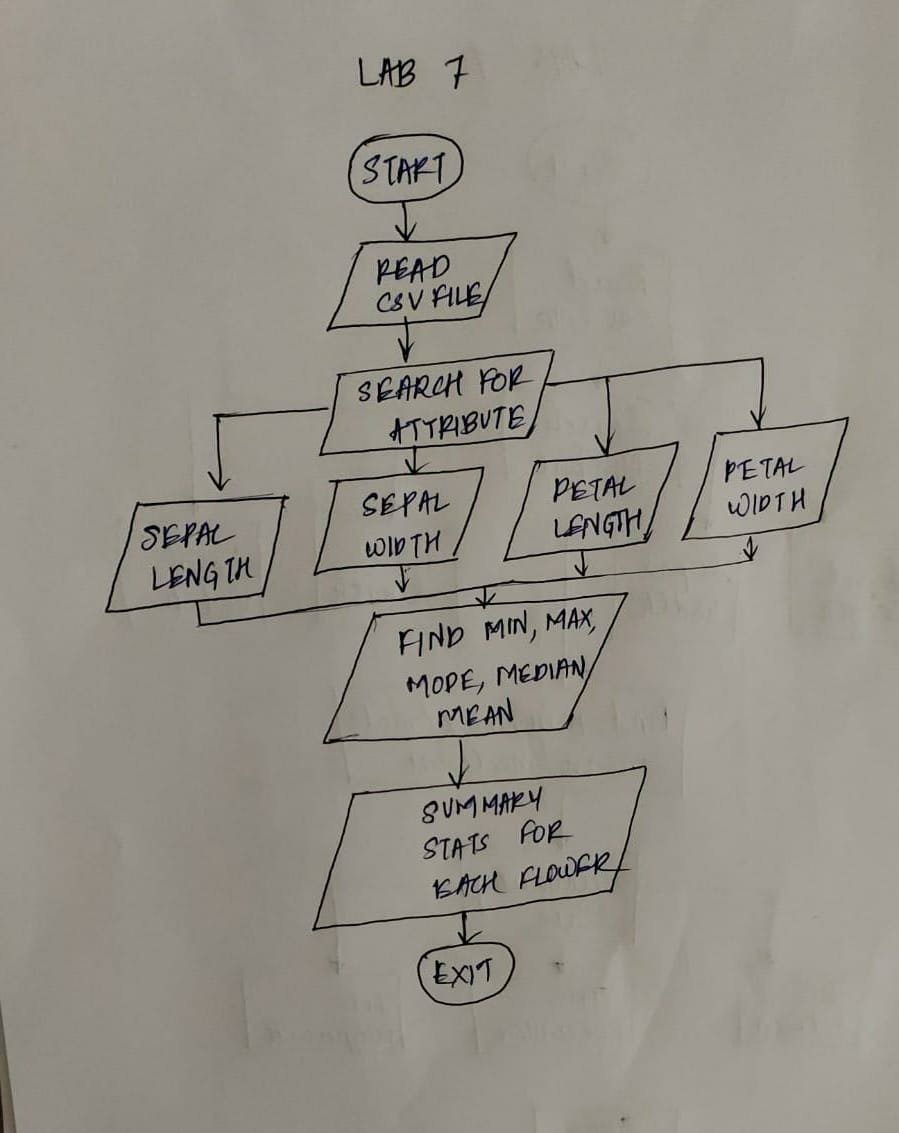 LAB 7
START
READ
CSV FILE
SEARCH FOR
ATTRIBUTE
SEPAL
LENGTH
SEPAL
WIDTH
PETAL
LENGTH
PETAL
WIDTH
FIND MIN, MAX,
MODE, MEDIAN
MEAN
SUMMARY
STATS FOR
EACH FLOWER
EXIT